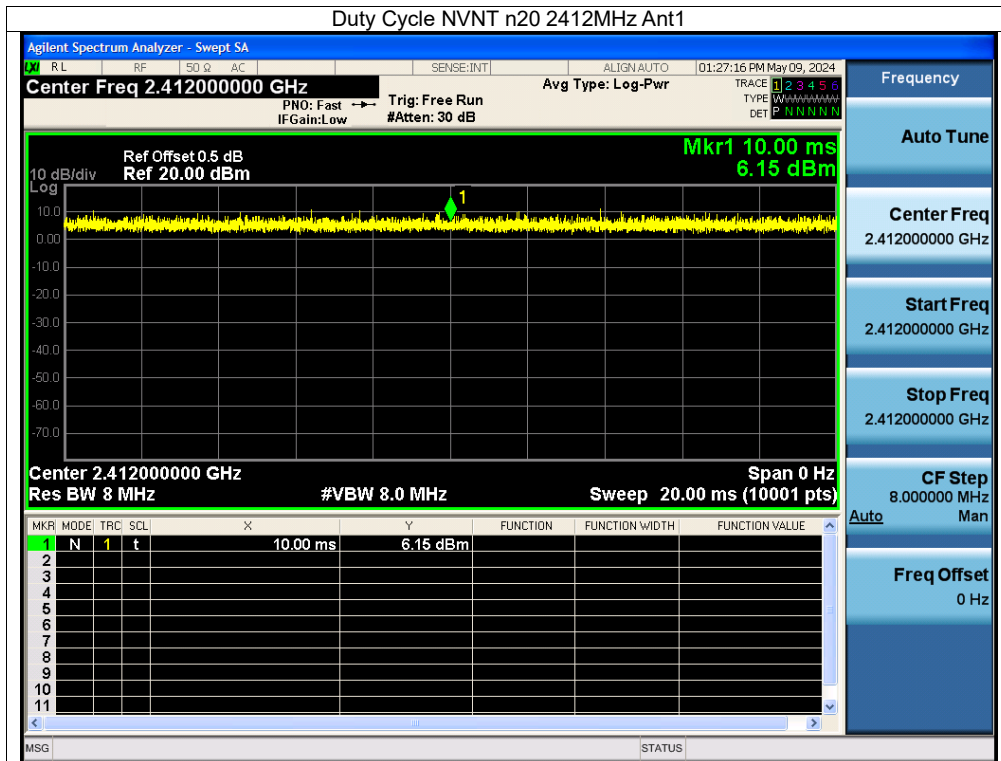 Duty Cycle NVNT n20 2412MHz Ant1
Agilent Spectrum Analyzer - Swept SA
LXI RL RF 50 Ω AC SENSE:INT ALIGN AUTO 01:27:16 PM May 09, 2024
Center Freq 2.412000000 GHz
PNO: Fast
IFGain:Low
Trig: Free Run
#Atten: 30 dB
Avg Type: Log-Pwr
TRACE 1 2 3 4 5 6
TYPE WWWWWW
DET P N N N N N
Mkr1 10.00 ms
6.15 dBm
Ref Offset 0.5 dB
10 dB/div Ref 20.00 dBm
Log
1
10.0
0.00
-10.0
-20.0
-30.0
-40.0
-50.0
-60.0
-70.0
Center 2.412000000 GHz Span 0 Hz
Res BW 8 MHz #VBW 8.0 MHz Sweep 20.00 ms (10001 pts)
MKR MODE TRC SCL X Y FUNCTION FUNCTION WIDTH FUNCTION VALUE
1 N 1 t 10.00 ms 6.15 dBm
2
3
4
5
6
7
8
9
10
11
MSG STATUS
Frequency
Auto Tune
Center Freq
2.412000000 GHz
Start Freq
2.412000000 GHz
Stop Freq
2.412000000 GHz
CF Step
8.000000 MHz
Auto Man
Freq Offset
0 Hz